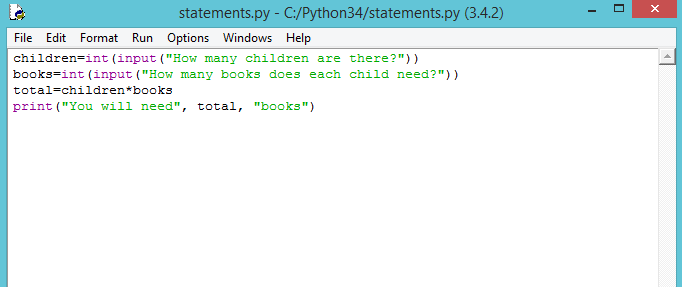 statements.py - C:/Python34/statements.py (3.4.2)
File Edit Format Run Options Windows Help
children=int(input("How many children are there?"))
books=int(input("How many books does each child need?"))
total=children*books
print("You will need", total, "books")